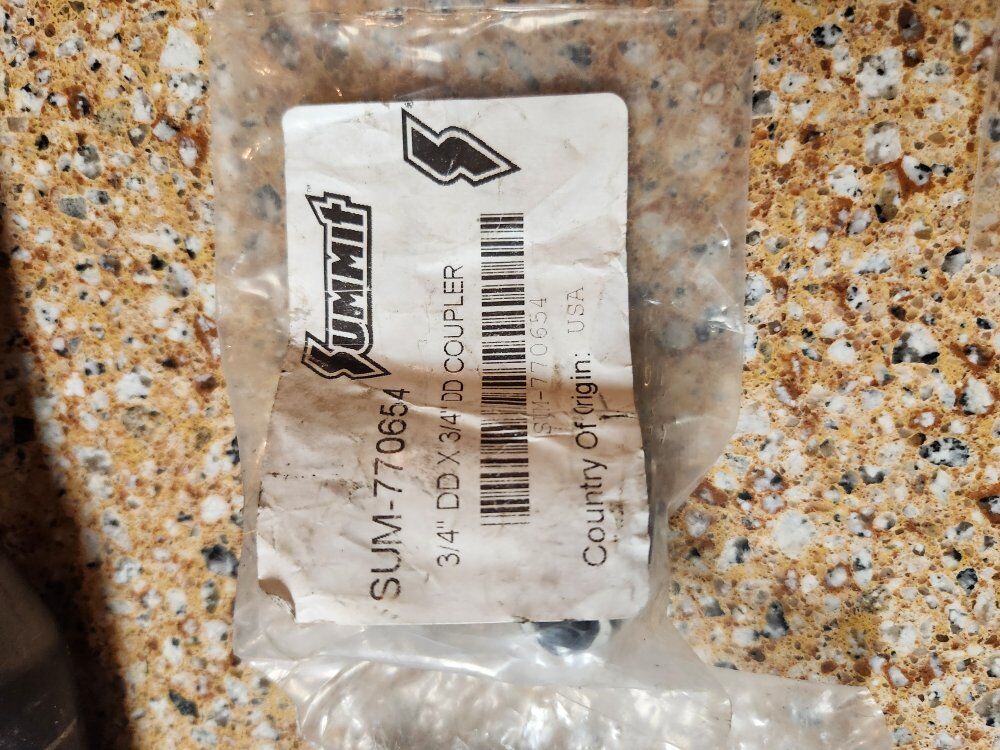 Summit
SUM-770654
3/4" DD X 3/4" DD COUPLER
SUM-770654
Country Of Origin: USA